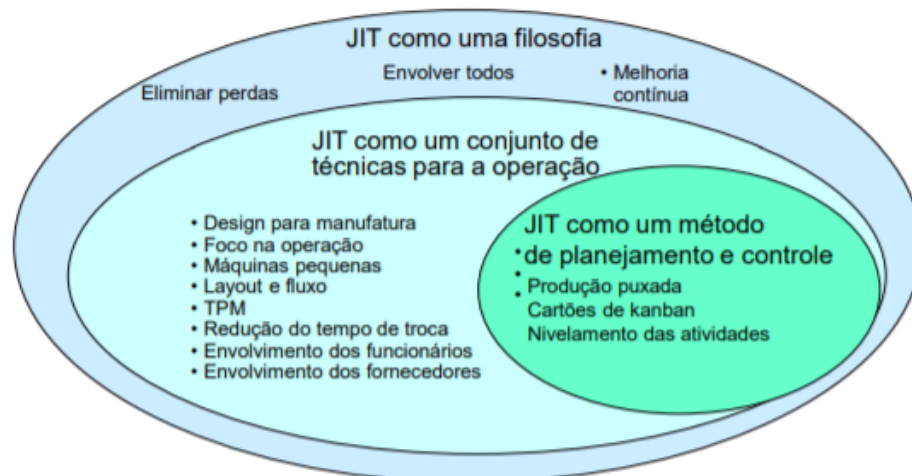 JIT como uma filosofia
Eliminar perdas
Envolver todos
• Melhoria
contínua
JIT como um conjunto de
técnicas para a operação
• Design para manufatura
• Foco na operação
• Máquinas pequenas
• Layout e fluxo
• TPM
• Redução do tempo de troca
• Envolvimento dos funcionários
• Envolvimento dos fornecedores
JIT como um método
de planejamento e controle
• Produção puxada
Cartões de kanban
Nivelamento das atividades